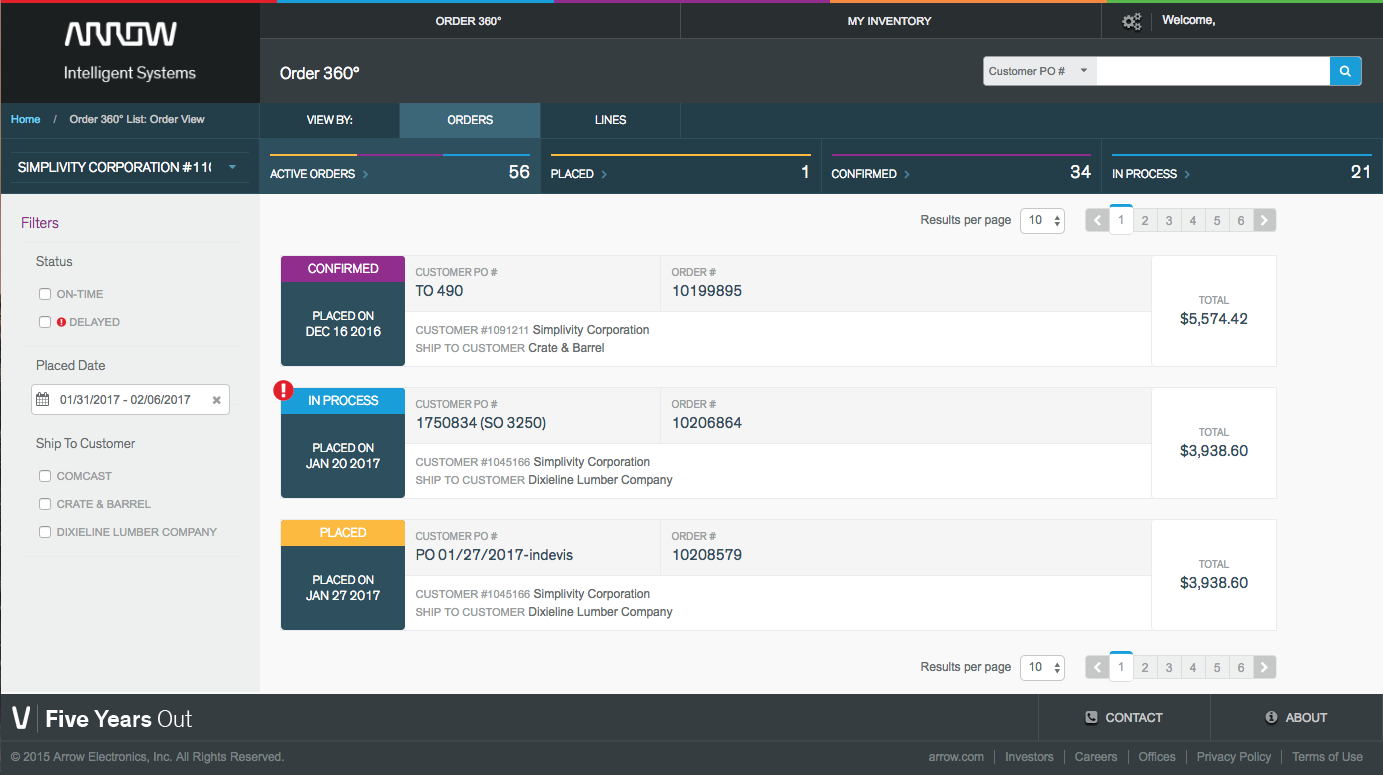 ARROW
Intelligent Systems
ORDER 360°
MY INVENTORY
Welcome,
Order 360°
Customer PO #
Home / Order 360° List: Order View
VIEW BY:
ORDERS
LINES
SIMPLIVITY CORPORATION #110
ACTIVE ORDERS 56
PLACED 1
CONFIRMED 34
IN PROCESS 21
Filters
Status
ON-TIME
DELAYED
Placed Date
01/31/2017 - 02/06/2017
Ship To Customer
COMCAST
CRATE & BARREL
DIXIELINE LUMBER COMPANY
Results per page 10 1 2 3 4 5 6
CONFIRMED
PLACED ON
DEC 16 2016
CUSTOMER PO #
TO 490
ORDER #
10199895
CUSTOMER #1091211 Simplivity Corporation
SHIP TO CUSTOMER Crate & Barrel
TOTAL
$5,574.42
IN PROCESS
PLACED ON
JAN 20 2017
CUSTOMER PO #
1750834 (SO 3250)
ORDER #
10206864
CUSTOMER #1045166 Simplivity Corporation
SHIP TO CUSTOMER Dixieline Lumber Company
TOTAL
$3,938.60
PLACED
PLACED ON
JAN 27 2017
CUSTOMER PO #
PO 01/27/2017-indevis
ORDER #
10208579
CUSTOMER #1045166 Simplivity Corporation
SHIP TO CUSTOMER Dixieline Lumber Company
TOTAL
$3,938.60
Results per page 10 1 2 3 4 5 6
Five Years Out
CONTACT
ABOUT
© 2015 Arrow Electronics, Inc. All Rights Reserved.
arrow.com | Investors | Careers | Offices | Privacy Policy | Terms of Use